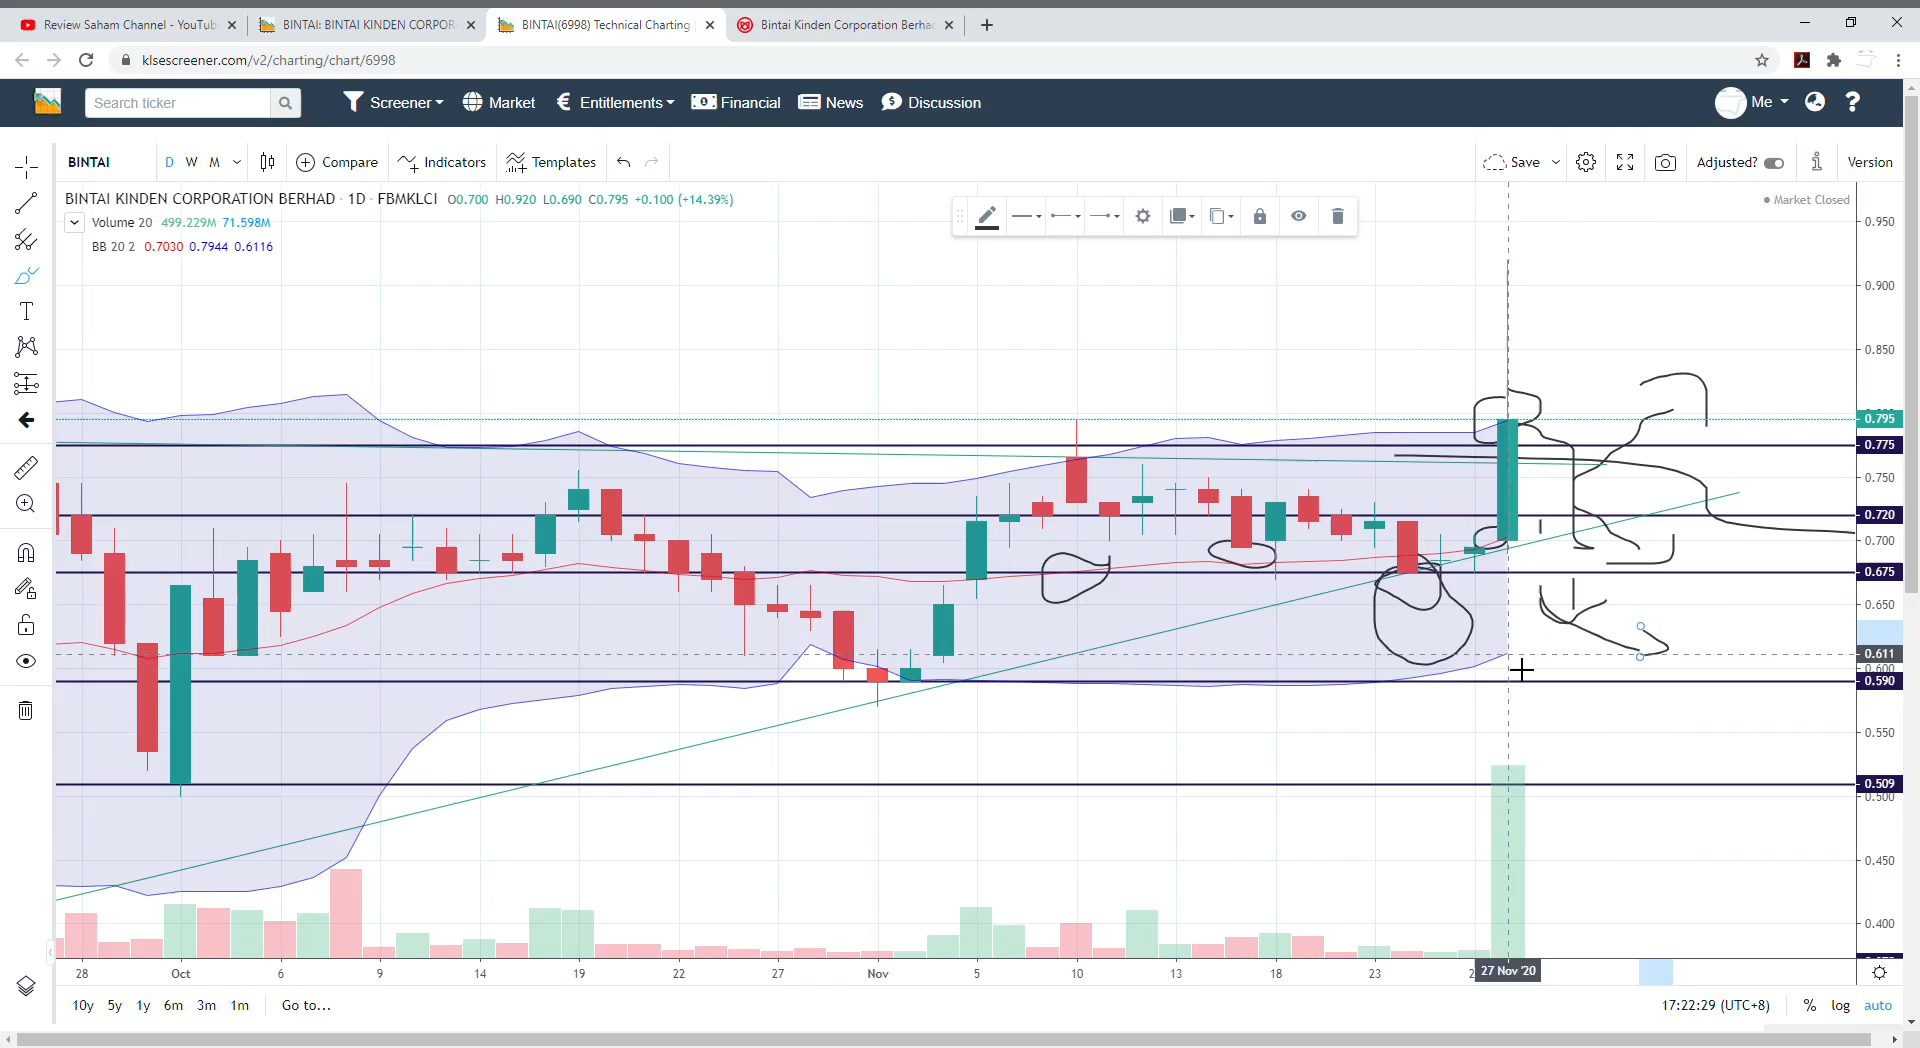 Review Saham Channel - YouTub
BINTAI: BINTAI KINDEN CORPOR
BINTAI(6998) Technical Charting
Bintai Kinden Corporation Berha
klsescreener.com/v2/charting/chart/6998
Search ticker
Screener
Market
Entitlements
Financial
News
Discussion
Me
BINTAI
D W M
Compare
Indicators
Templates
Save
Adjusted?
Version
BINTAI KINDEN CORPORATION BERHAD · 1D · FBMKLCI O0.700 H0.920 L0.690 C0.795 +0.100 (+14.39%)
Market Closed
Volume 20 499.229M 71.598M
BB 20 2 0.7030 0.7944 0.6116
0.950
0.900
0.850
0.795
0.775
0.750
0.720
0.700
0.675
0.650
0.611
0.600
0.590
0.550
0.509
0.500
0.450
0.400
28 Oct 6 9 14 19 22 27 Nov 5 10 13 18 23 27 Nov '20
10y 5y 1y 6m 3m 1m Go to...
17:22:29 (UTC+8) % log auto